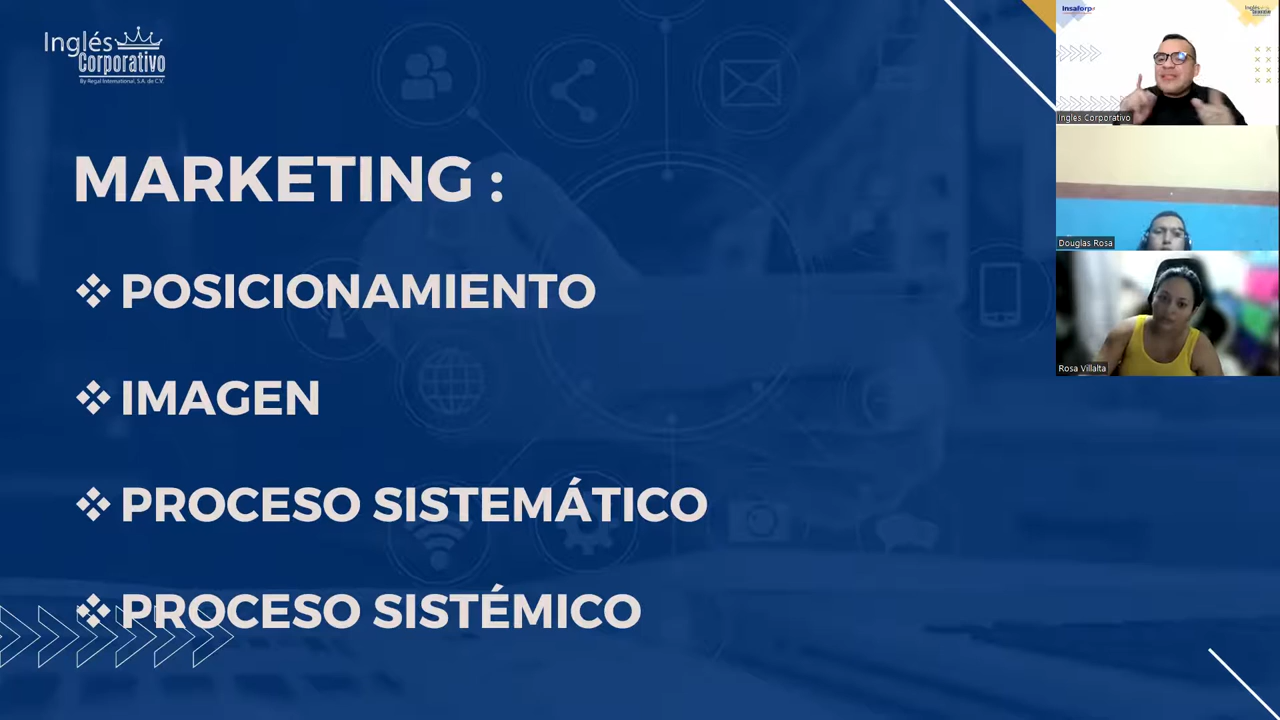 Inglés
Corporativo
By Regal International, S.A. de C.V.
MARKETING :
❖ POSICIONAMIENTO
❖ IMAGEN
❖ PROCESO SISTEMÁTICO
❖ PROCESO SISTÉMICO
Insaforp
Ingles Corporativo
Douglas Rosa
Rosa Villalta